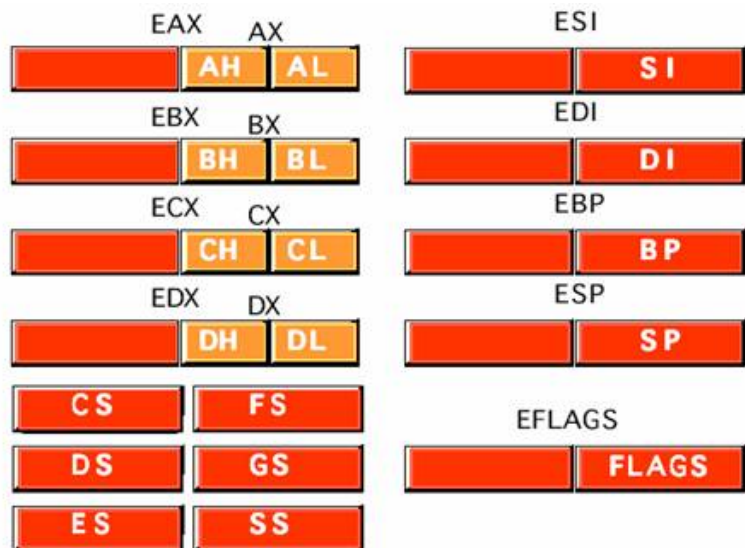 EAX AX ESI
AH AL SI
EBX BX EDI
BH BL DI
ECX CX EBP
CH CL BP
EDX DX ESP
DH DL SP
CS FS
EFLAGS
DS GS FLAGS
ES SS